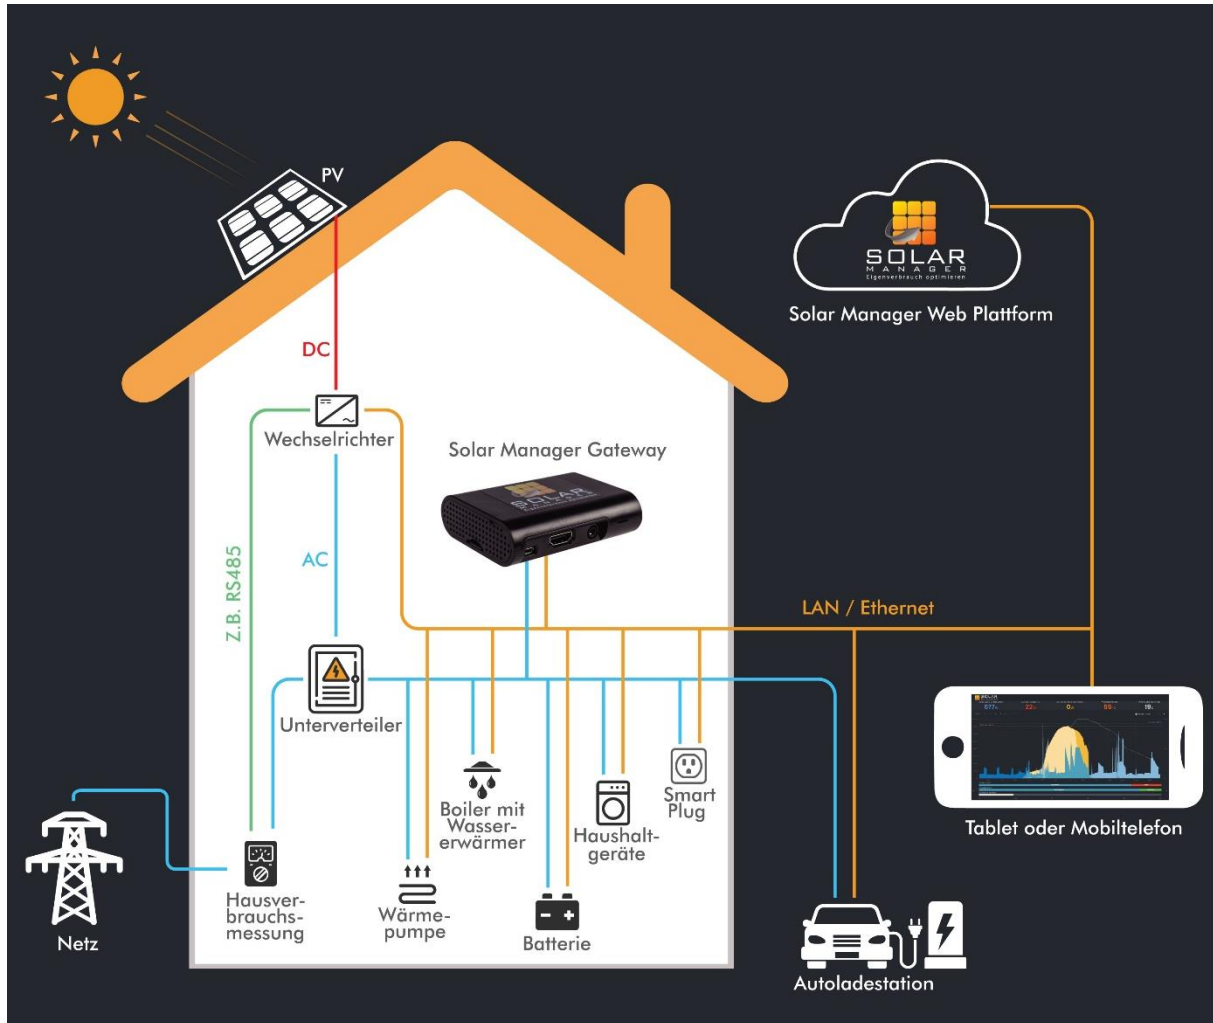 PV
SOLAR
MANAGER
Eigenverbrauch optimieren
Solar Manager Web Plattform
DC
Wechselrichter
Solar Manager Gateway
SOLAR
Z.B. RS485
AC
LAN / Ethernet
Unterverteiler
SOLAR
Boiler mit
Wasser-
erwärmer
Haushalt-
geräte
Smart
Plug
Tablet oder Mobiltelefon
Hausver-
brauchs-
messung
Wärme-
pumpe
Batterie
Netz
Autoladestation